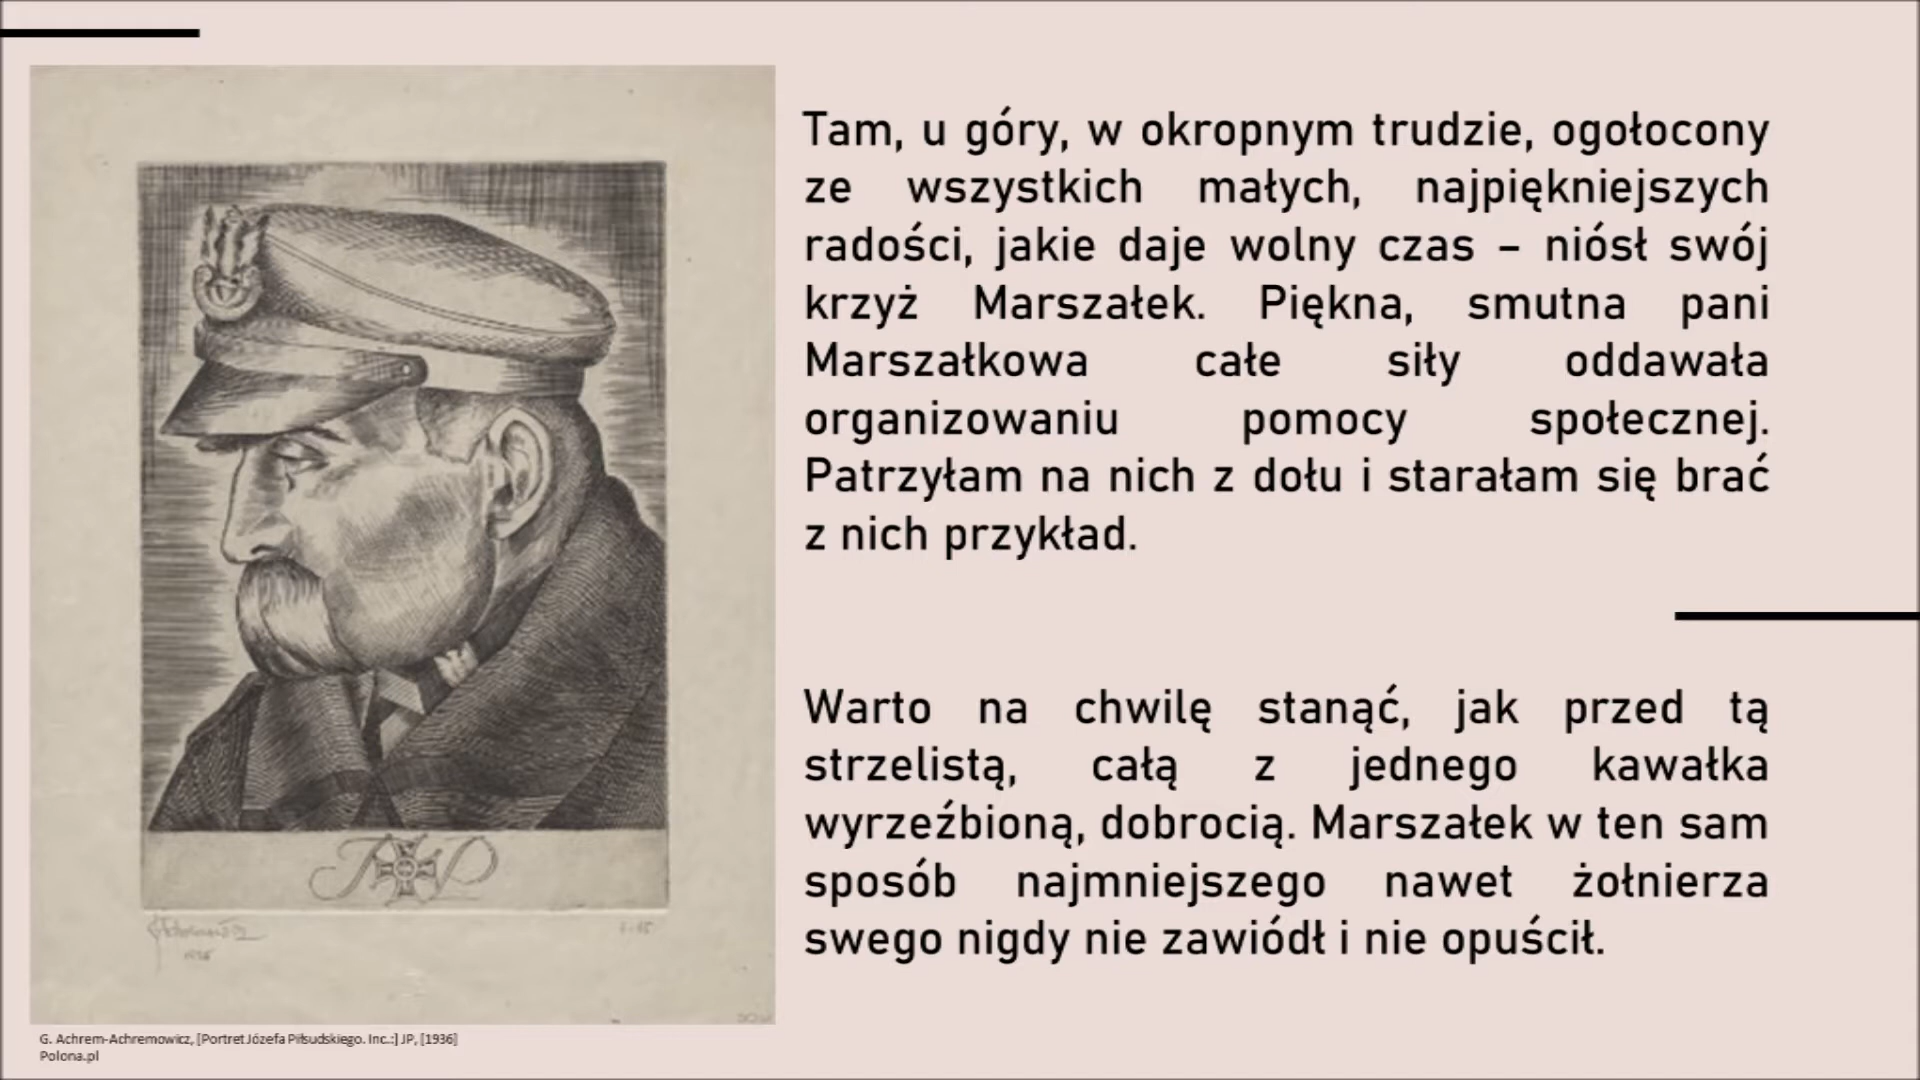 Tam, u góry, w okropnym trudzie, ogołocony
ze wszystkich małych, najpiękniejszych
radości, jakie daje wolny czas – niósł swój
krzyż Marszałek. Piękna, smutna pani
Marszałkowa całe siły oddawała
organizowaniu pomocy społecznej.
Patrzyłam na nich z dołu i starałam się brać
z nich przykład.
Warto na chwilę stanąć, jak przed tą
strzelistą, całą z jednego kawałka
wyrzeźbioną, dobrocią. Marszałek w ten sam
sposób najmniejszego nawet żołnierza
swego nigdy nie zawiódł i nie opuścił.
JP
1936
G. Achrem-Achremowicz, [Portret Józefa Piłsudskiego. Inc.:] JP, [1936]
Polona.pl